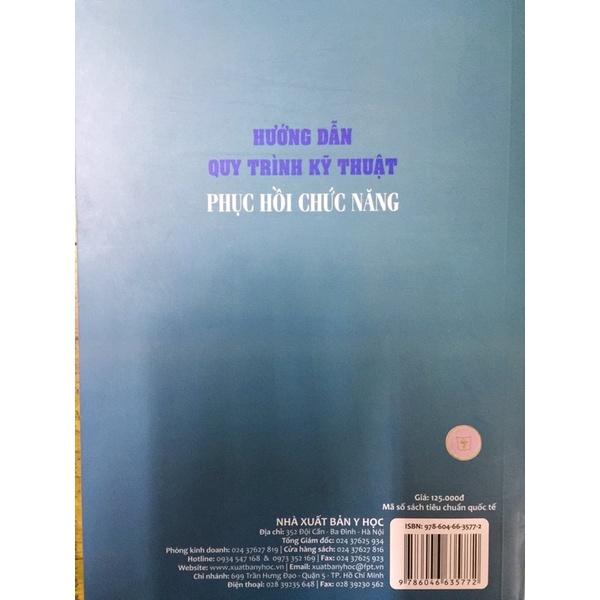 HƯỚNG DẪN
QUY TRÌNH KỸ THUẬT
PHỤC HỒI CHỨC NĂNG
Giá: 125.000đ
Mã số sách tiêu chuẩn quốc tế
NHÀ XUẤT BẢN Y HỌC
Địa chỉ: 352 Đội Cấn - Ba Đình - Hà Nội
Tổng Giám đốc: 024 37625 934
Phòng kinh doanh: 024 37627 819 | Cửa hàng sách: 024 37627 816
Hotline: 0934 547 168 & 0973 352 169 | Fax: 024 37625 923
Website: www.xuatbanyhoc.vn | Email: xuatbanyhoc@fpt.vn
Chi nhánh: 699 Trần Hưng Đạo - Quận 5 - TP. Hồ Chí Minh
Điện thoại: 028 39235 648 | Fax: 028 39230 562
ISBN: 978-604-66-3577-2
9 786046 635772